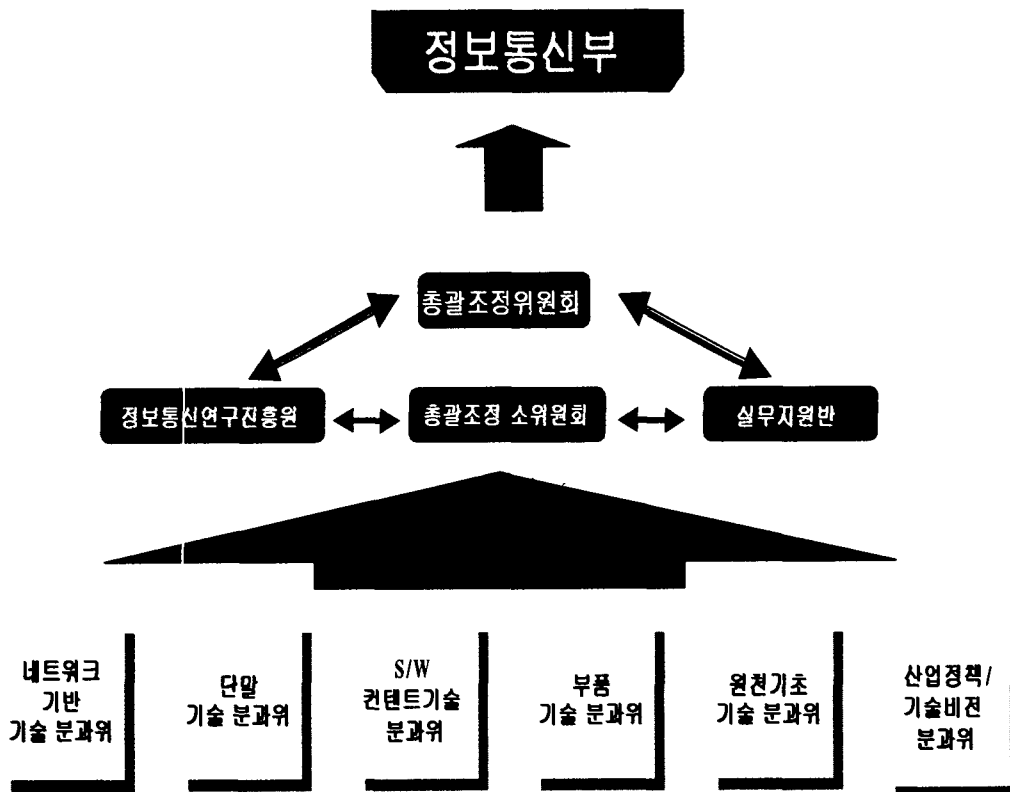 정보통신부
총괄조정위원회
정보통신연구진흥원
총괄조정 소위원회
실무지원반
네트워크
기반
기술 분과위
단말
기술 분과위
S/W
컨텐트기술
분과위
부품
기술 분과위
원천기초
기술 분과위
산업정책/
기술비전
분과위